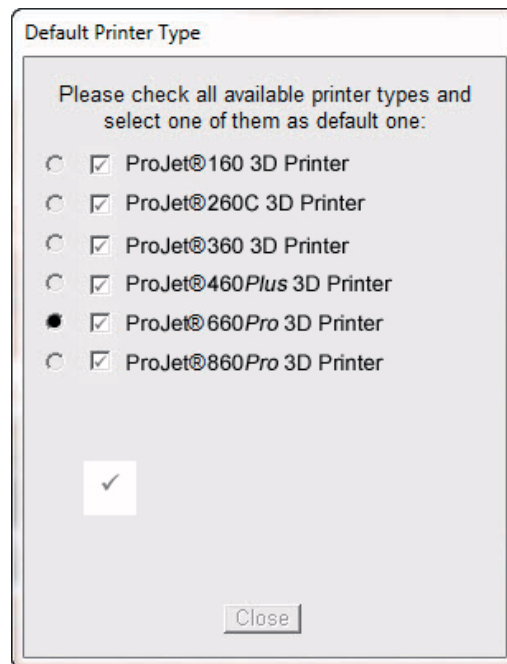 Default Printer Type
Please check all available printer types and
select one of them as default one:
ProJet®160 3D Printer
ProJet®260C 3D Printer
ProJet®360 3D Printer
ProJet®460Plus 3D Printer
ProJet®660Pro 3D Printer
ProJet®860Pro 3D Printer
Close